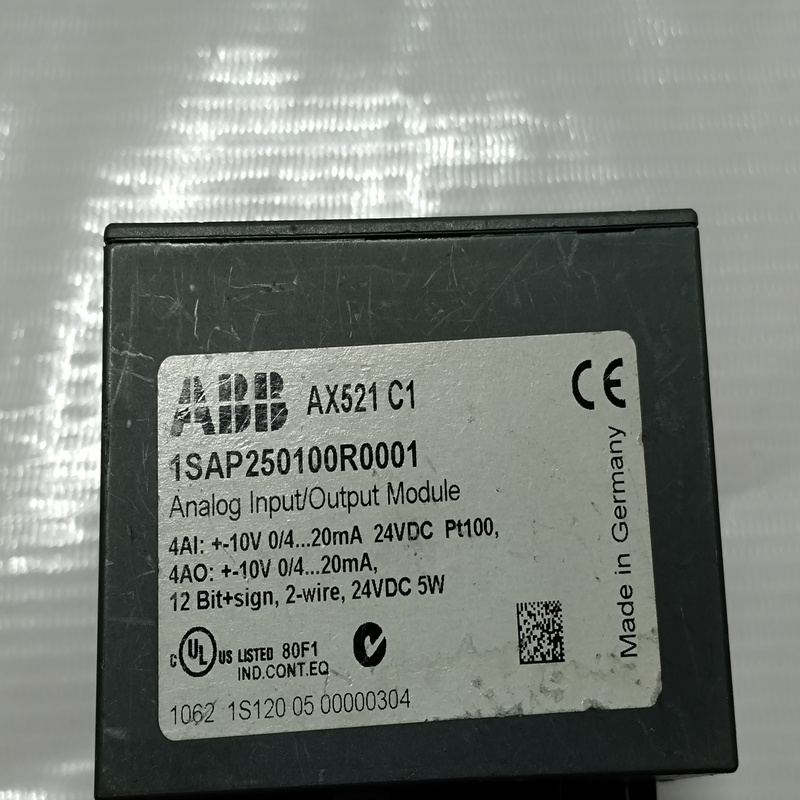 ABB AX521 C1
CE
1SAP250100R0001
Analog Input/Output Module
4AI: +-10V 0/4...20mA 24VDC Pt100,
4AO: +-10V 0/4...20mA,
12 Bit+sign, 2-wire, 24VDC 5W
Made in Germany
C UL US LISTED 80F1
IND.CONT.EQ
1062 1S120 05 00000304